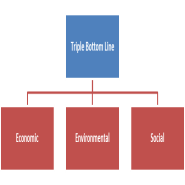 Triple Bottom Line
Economic
Environmental
Social